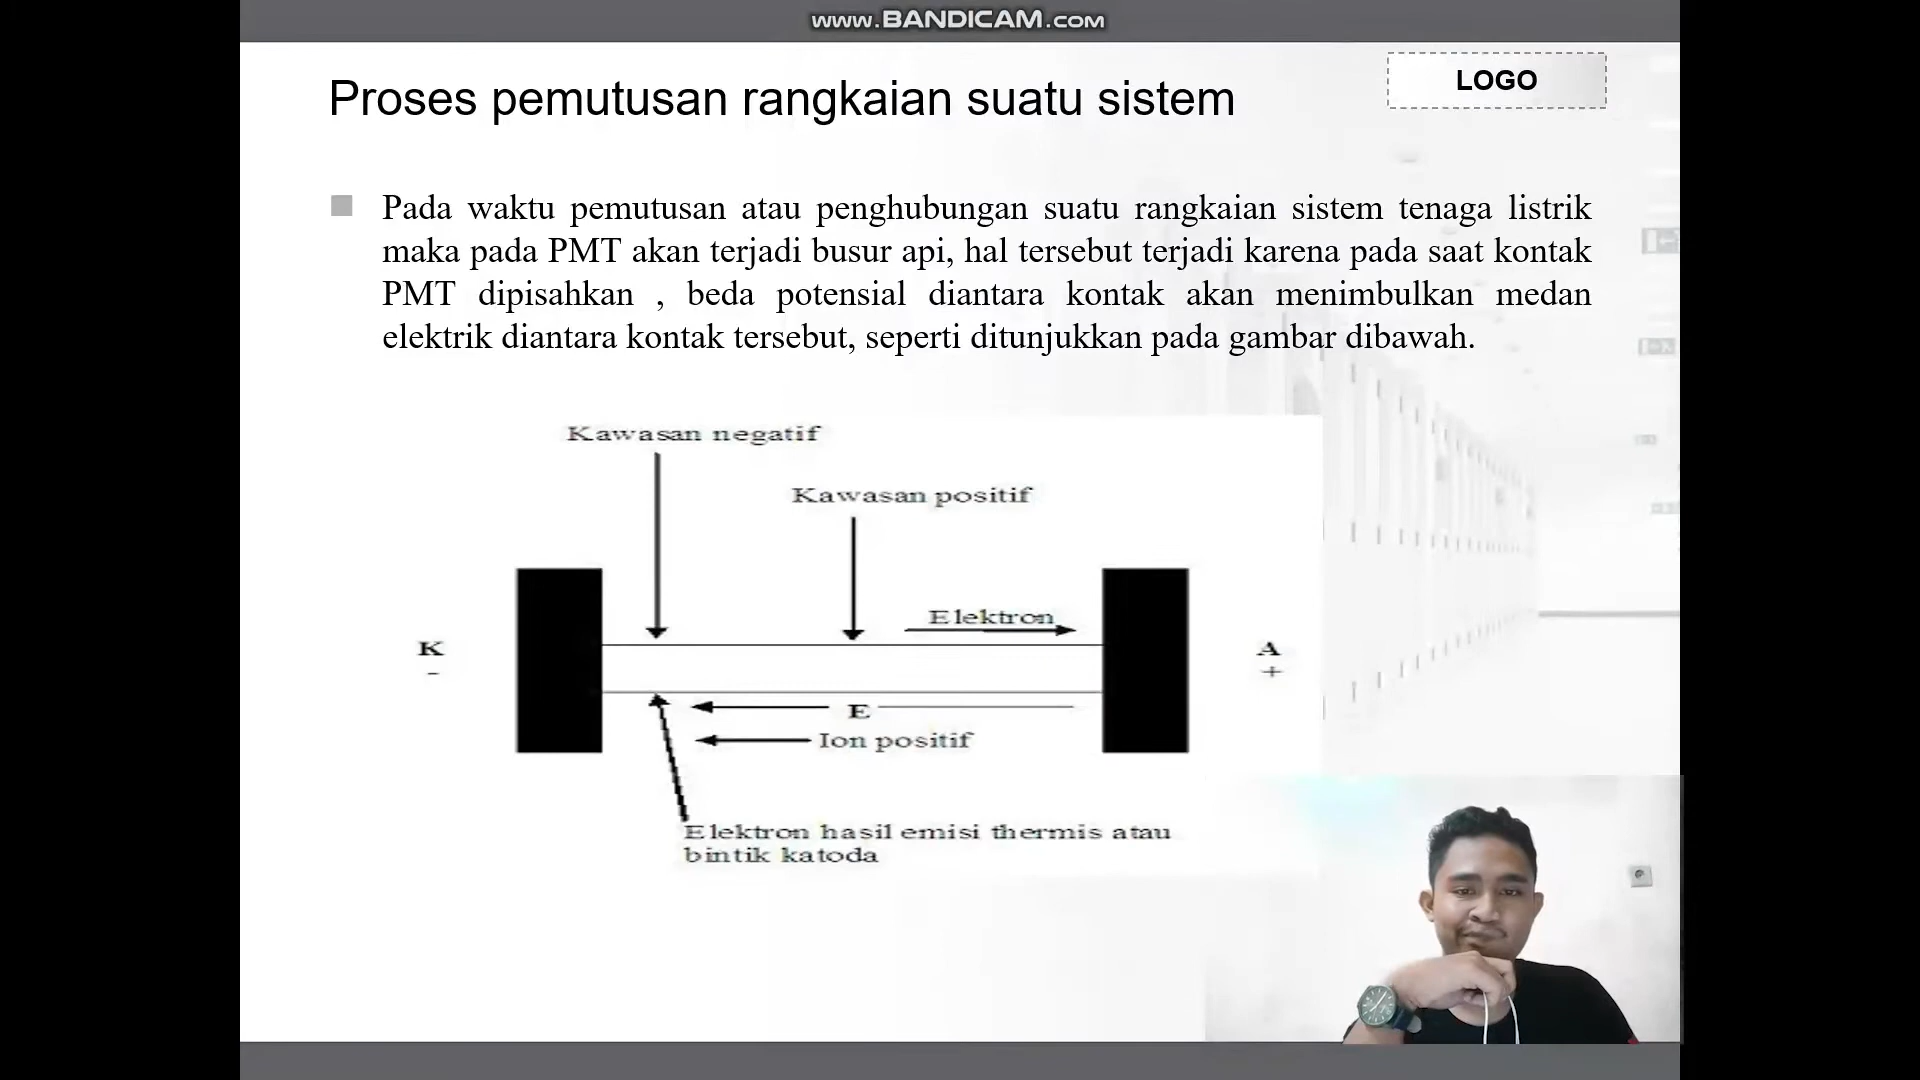 www.BANDICAM.com
LOGO
Proses pemutusan rangkaian suatu sistem
Pada waktu pemutusan atau penghubungan suatu rangkaian sistem tenaga listrik
maka pada PMT akan terjadi busur api, hal tersebut terjadi karena pada saat kontak
PMT dipisahkan , beda potensial diantara kontak akan menimbulkan medan
elektrik diantara kontak tersebut, seperti ditunjukkan pada gambar dibawah.
Kawasan negatif
Kawasan positif
Elektron
K
-
A
+
E
Ion positif
Elektron hasil emisi thermis atau
bintik katoda